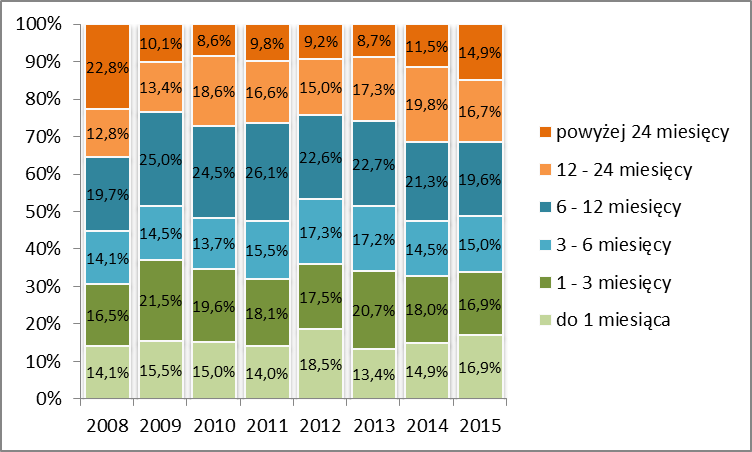 100%
90%
80%
70%
60%
50%
40%
30%
20%
10%
0%
22,8% 10,1% 8,6% 9,8% 9,2% 8,7% 11,5% 14,9%
12,8% 13,4% 18,6% 16,6% 15,0% 17,3% 19,8% 16,7%
19,7% 25,0% 24,5% 26,1% 22,6% 22,7% 21,3% 19,6%
14,1% 14,5% 13,7% 15,5% 17,3% 17,2% 14,5% 15,0%
16,5% 21,5% 19,6% 18,1% 17,5% 20,7% 18,0% 16,9%
14,1% 15,5% 15,0% 14,0% 18,5% 13,4% 14,9% 16,9%
2008 2009 2010 2011 2012 2013 2014 2015
powyżej 24 miesięcy
12 - 24 miesięcy
6 - 12 miesięcy
3 - 6 miesięcy
1 - 3 miesięcy
do 1 miesiąca